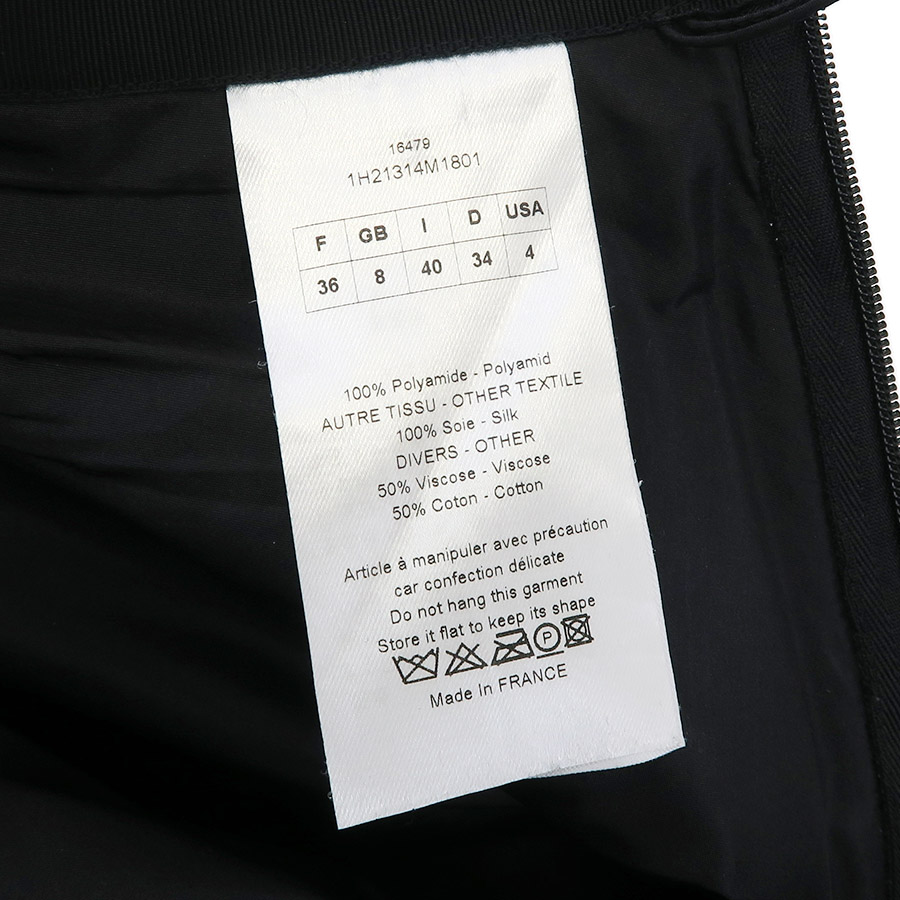 16479
1H21314M1801
F GB I D USA
36 8 40 34 4
100% Polyamide - Polyamid
AUTRE TISSU - OTHER TEXTILE
100% Soie - Silk
DIVERS - OTHER
50% Viscose - Viscose
50% Coton - Cotton
Article à manipuler avec précaution
car confection délicate
Do not hang this garment
Store it flat to keep its shape
P
Made In FRANCE